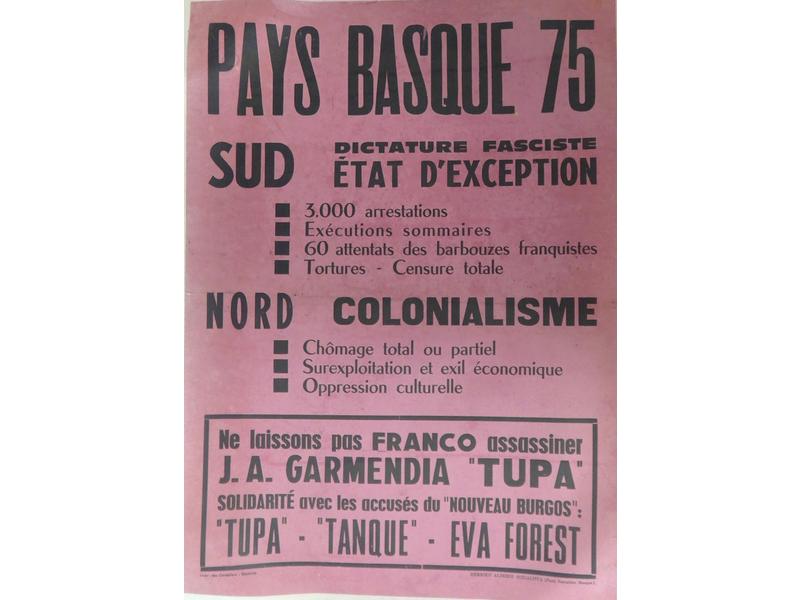 PAYS BASQUE 75
SUD DICTATURE FASCISTE
ÉTAT D'EXCEPTION
■ 3.000 arrestations
■ Exécutions sommaires
■ 60 attentats des barbouzes franquistes
■ Tortures - Censure totale
NORD COLONIALISME
■ Chômage total ou partiel
■ Surexploitation et exil économique
■ Oppression culturelle
Ne laissons pas FRANCO assassiner
J. A. GARMENDIA "TUPA"
SOLIDARITÉ avec les accusés du "NOUVEAU BURGOS" :
"TUPA" - "TANQUE" - EVA FOREST
SOZIALISTA